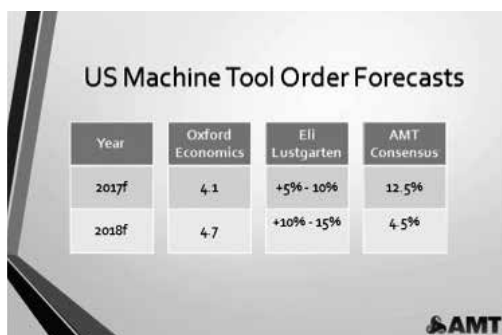 US Machine Tool Order Forecasts
Year Oxford Economics Eli Lustgarten AMT Consensus
2017f 4.1 +5% - 10% 12.5%
2018f 4.7 +10% - 15% 4.5%
AMT